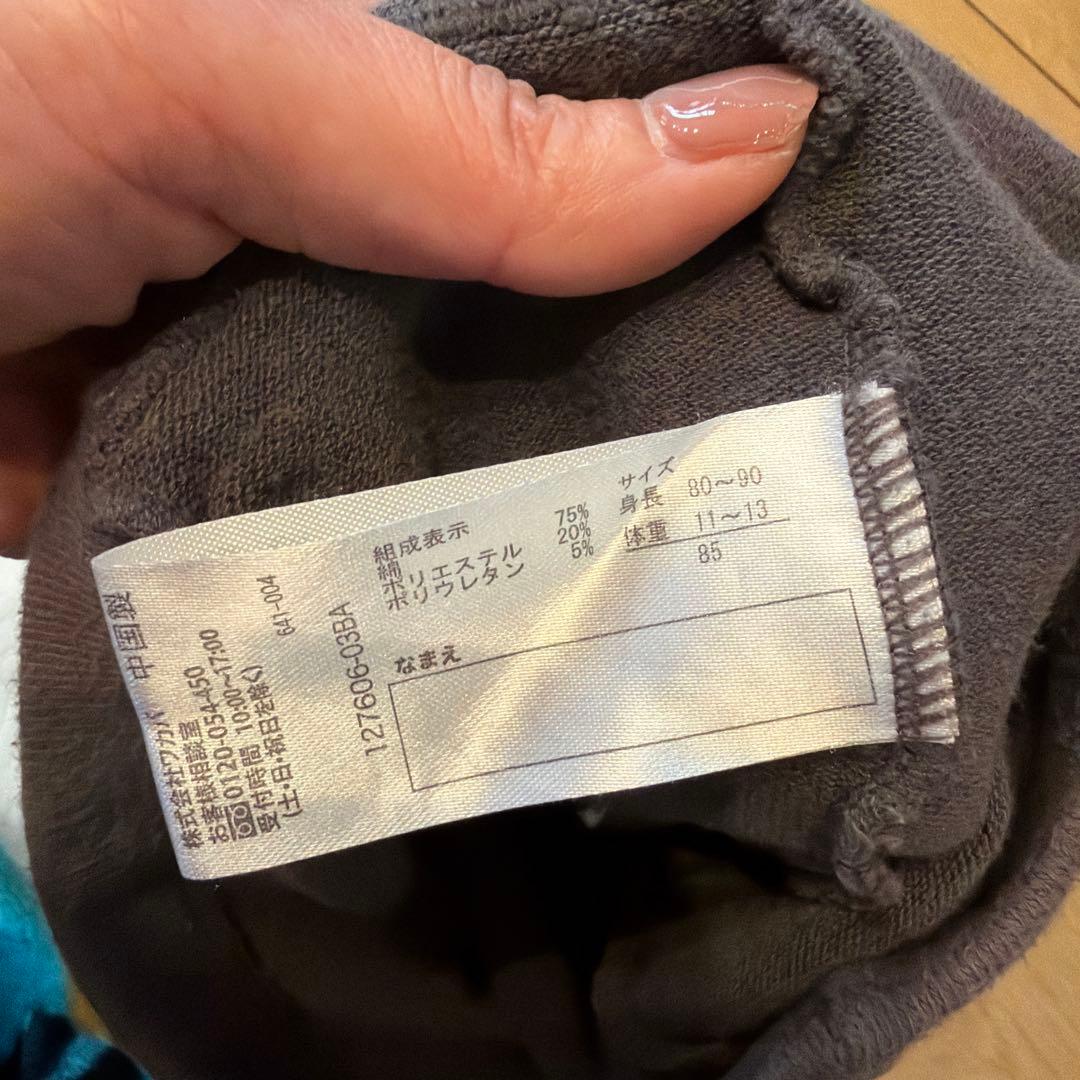 組成表示
綿 75%
ポリエステル 20%
ポリウレタン 5%
サイズ
身長 80〜90
体重 11〜13
85
なまえ
127606-03BA
641-004
中国製
株式会社ワカバ
お客様相談室
0120-054-450
受付時間 10:00〜17:00
(土・日・祝日を除く)